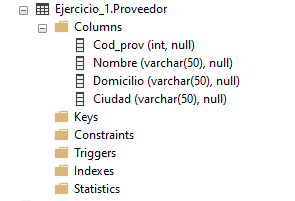 Ejercicio_1.Proveedor
Columns
Cod_prov (int, null)
Nombre (varchar(50), null)
Domicilio (varchar(50), null)
Ciudad (varchar(50), null)
Keys
Constraints
Triggers
Indexes
Statistics